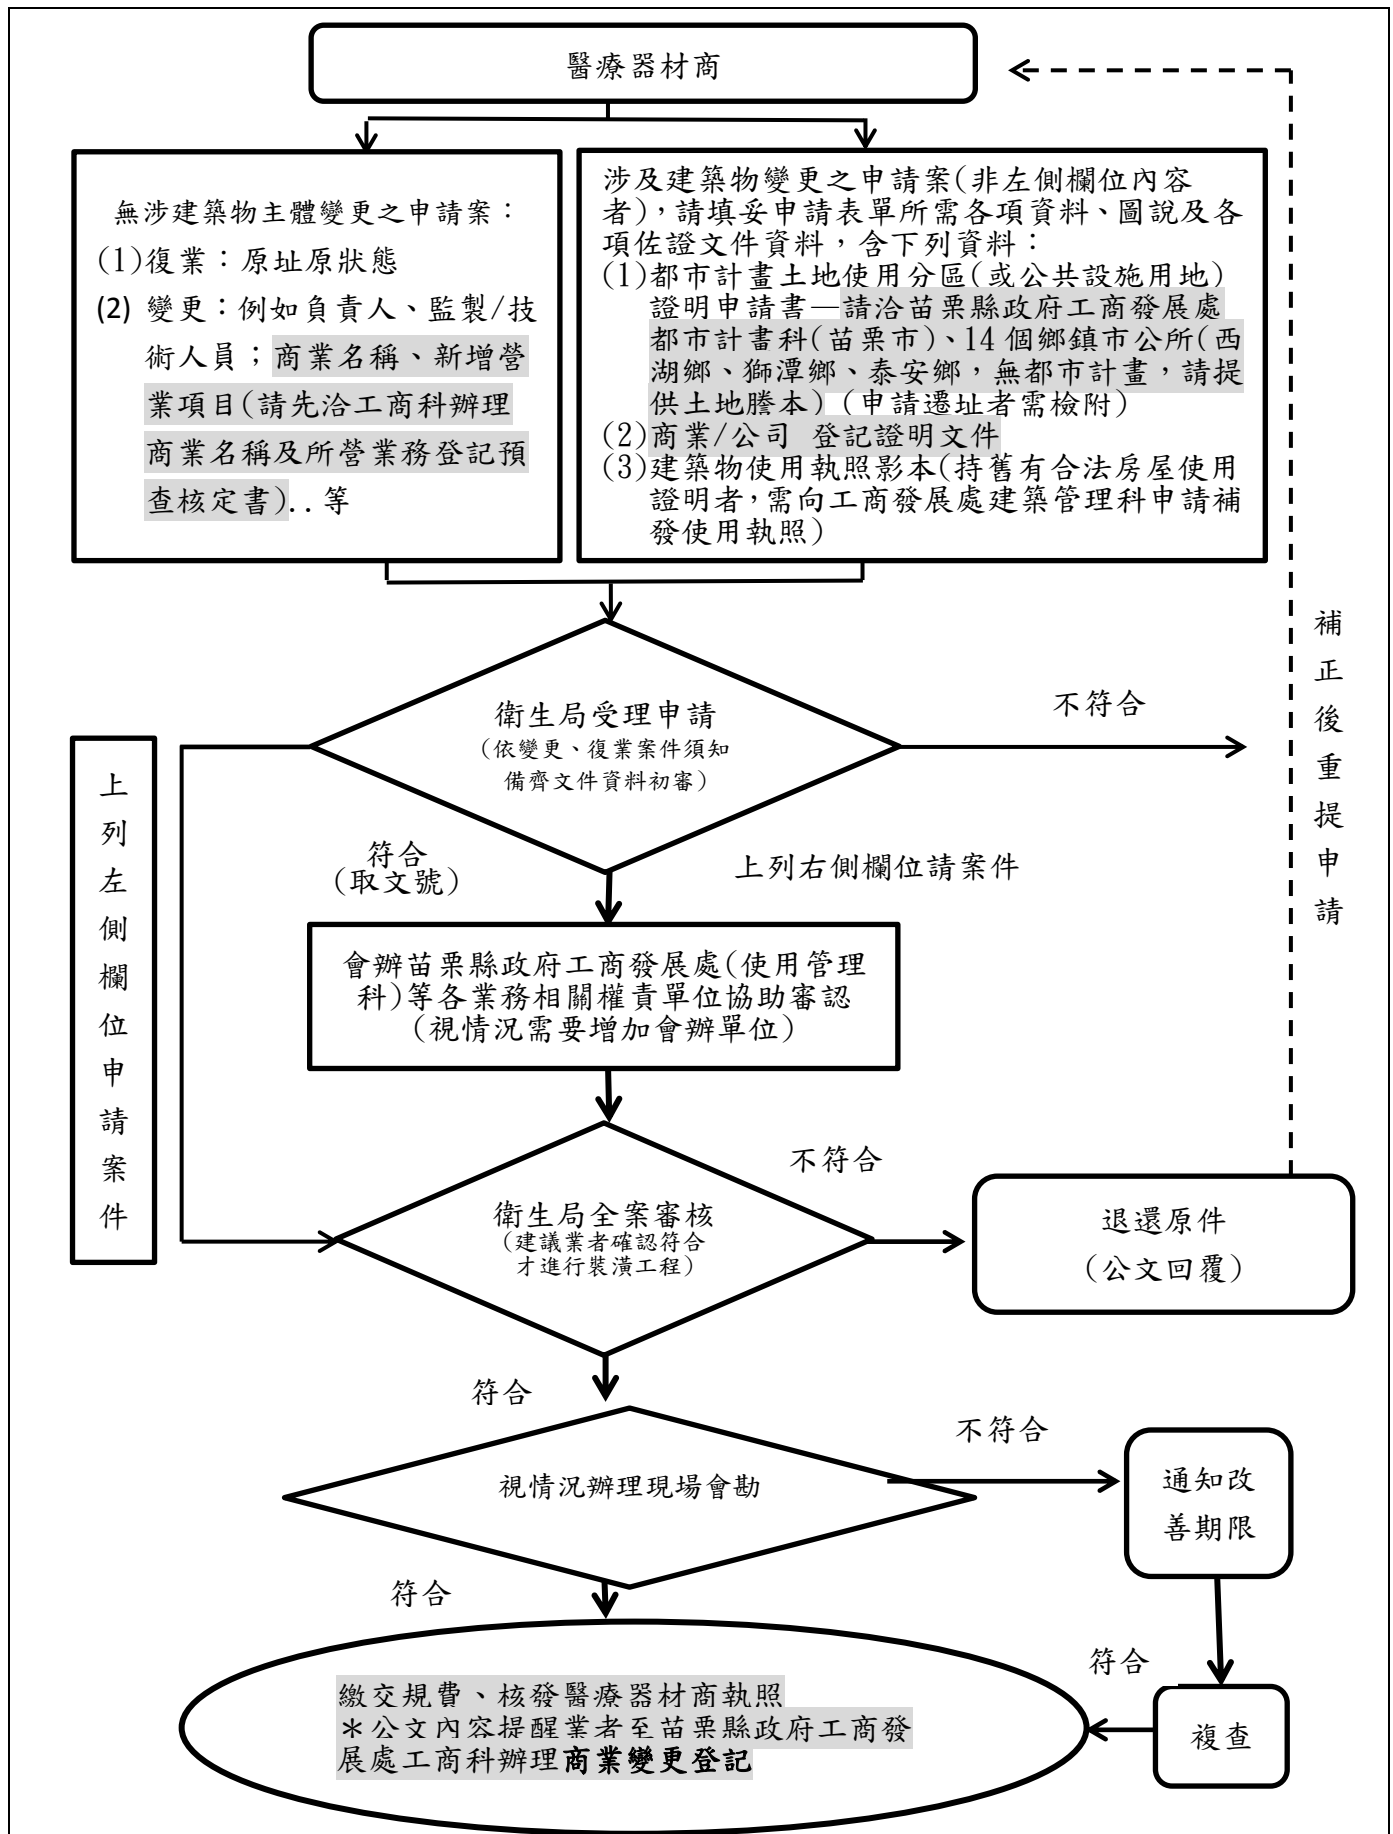 醫療器材商
無涉建築物主體變更之申請案：
(1)復業：原址原狀態
(2) 變更：例如負責人、監製/技
術人員；商業名稱、新增營
業項目(請先洽工商科辦理
商業名稱及所營業務登記預
查核定書)..等
涉及建築物變更之申請案(非左側欄位內容
者)，請填妥申請表單所需各項資料、圖說及各
項佐證文件資料，含下列資料：
(1)都市計畫土地使用分區(或公共設施用地)
證明申請書—請洽苗栗縣政府工商發展處
都市計畫科(苗栗市)、14個鄉鎮市公所(西
湖鄉、獅潭鄉、泰安鄉，無都市計畫，請提
供土地謄本) (申請遷址者需檢附)
(2)商業/公司 登記證明文件
(3)建築物使用執照影本(持舊有合法房屋使用
證明者，需向工商發展處建築管理科申請補
發使用執照)
補正後重提申請
衛生局受理申請
(依變更、復業案件須知
備齊文件資料初審)
不符合
上列左側欄位申請案件
符合
(取文號)
上列右側欄位請案件
會辦苗栗縣政府工商發展處(使用管理
科)等各業務相關權責單位協助審認
(視情況需要增加會辦單位)
不符合
衛生局全案審核
(建議業者確認符合
才進行裝潢工程)
退還原件
(公文回覆)
符合
不符合
視情況辦理現場會勘
通知改
善期限
符合
符合
複查
繳交規費、核發醫療器材商執照
＊公文內容提醒業者至苗栗縣政府工商發
展處工商科辦理商業變更登記